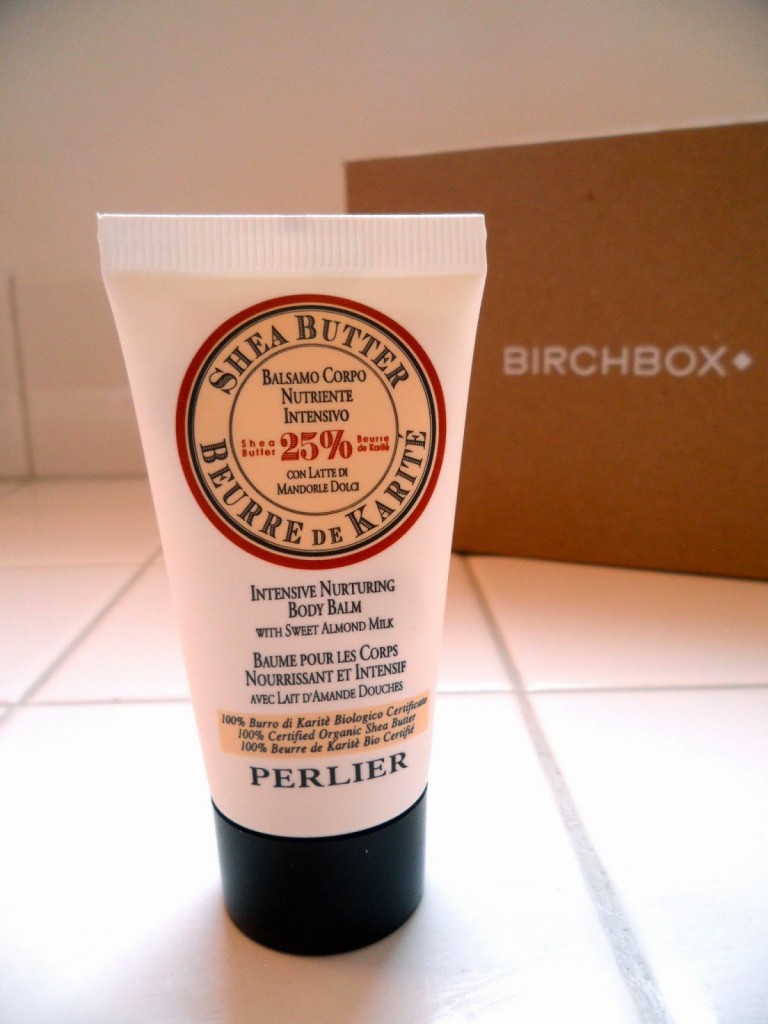 SHEA BUTTER
BALSAMO CORPO
NUTRIENTE
INTENSIVO
Shea Butter 25% Beurre de Karité
CON LATTE DI
MANDORLE DOLCI
BEURRE DE KARITÉ
INTENSIVE NURTURING
BODY BALM
WITH SWEET ALMOND MILK
BAUME POUR LES CORPS
NOURRISSANT ET INTENSIF
AVEC LAIT D'AMANDE DOUCHES
100% Burro di Karitè Biologico Certificato
100% Certified Organic Shea Butter
100% Beurre de Karitè Bio Certifié
PERLIER
BIRCHBOX